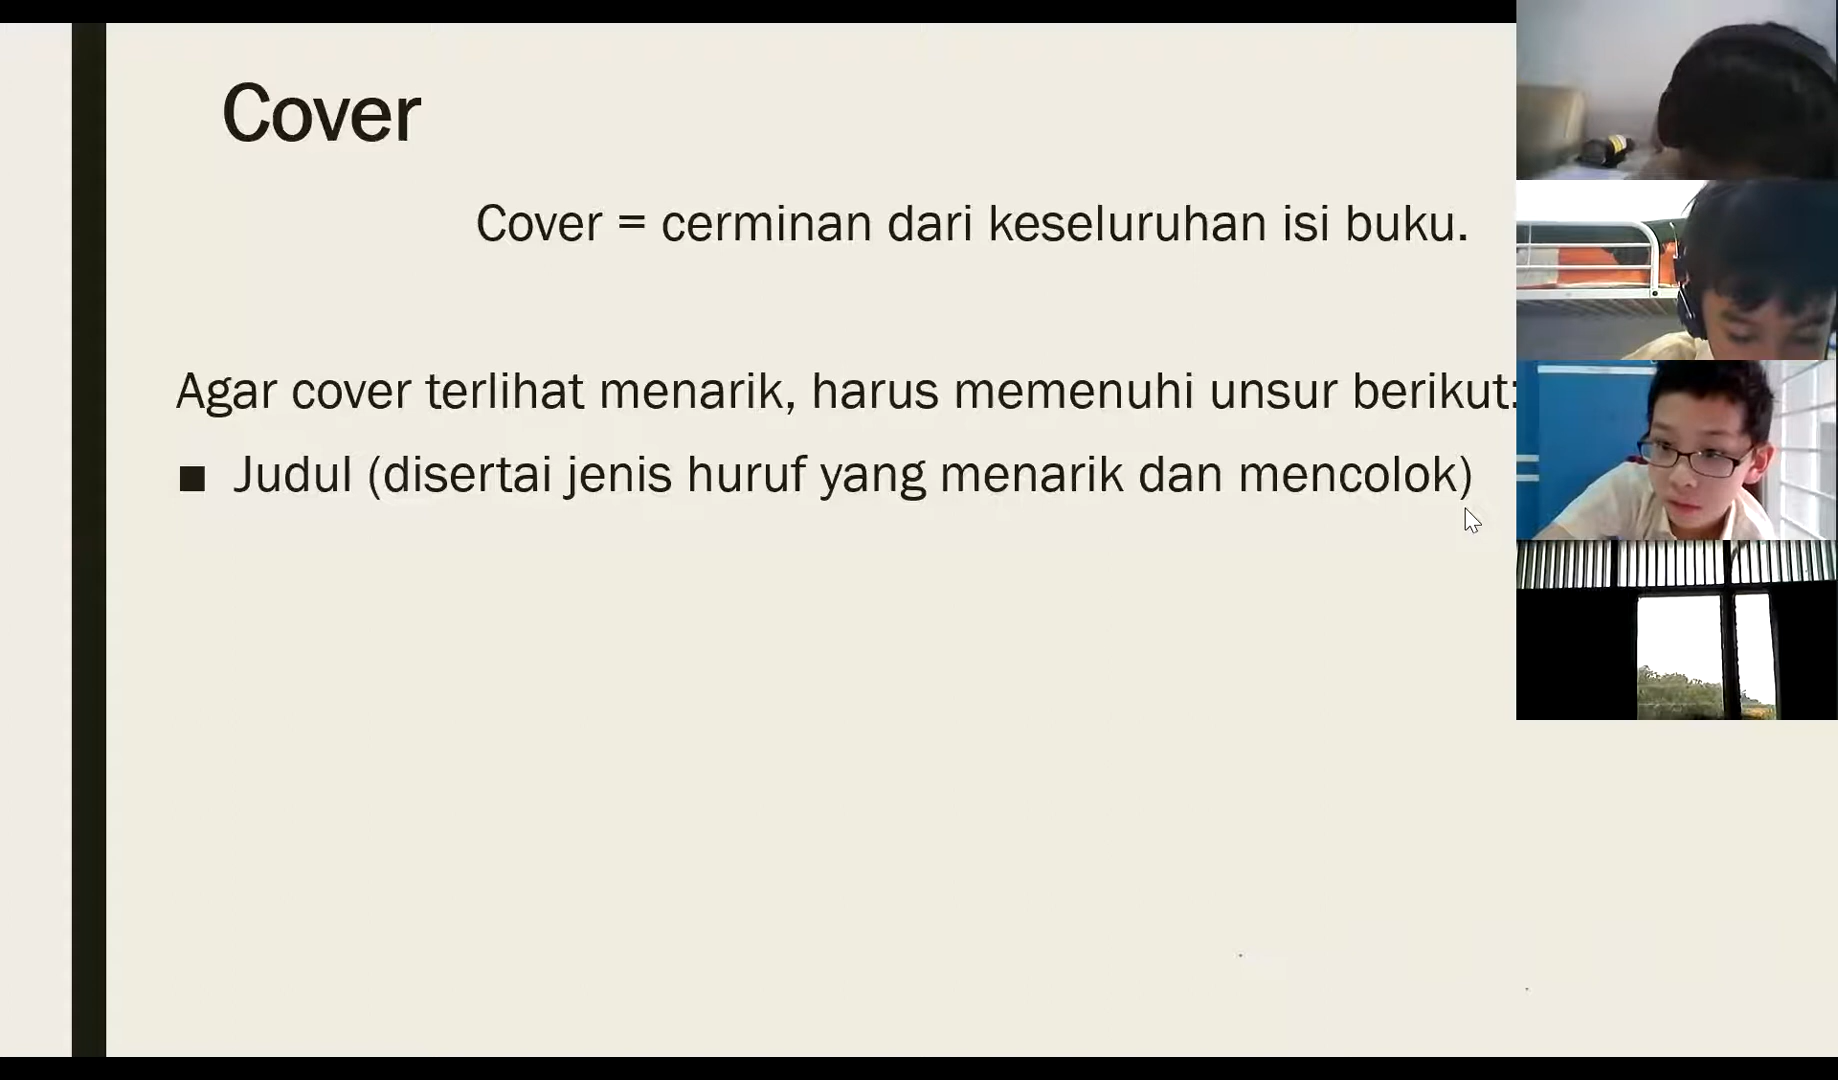 Cover
Cover = cerminan dari keseluruhan isi buku.
Agar cover terlihat menarik, harus memenuhi unsur berikut:
■ Judul (disertai jenis huruf yang menarik dan mencolok)